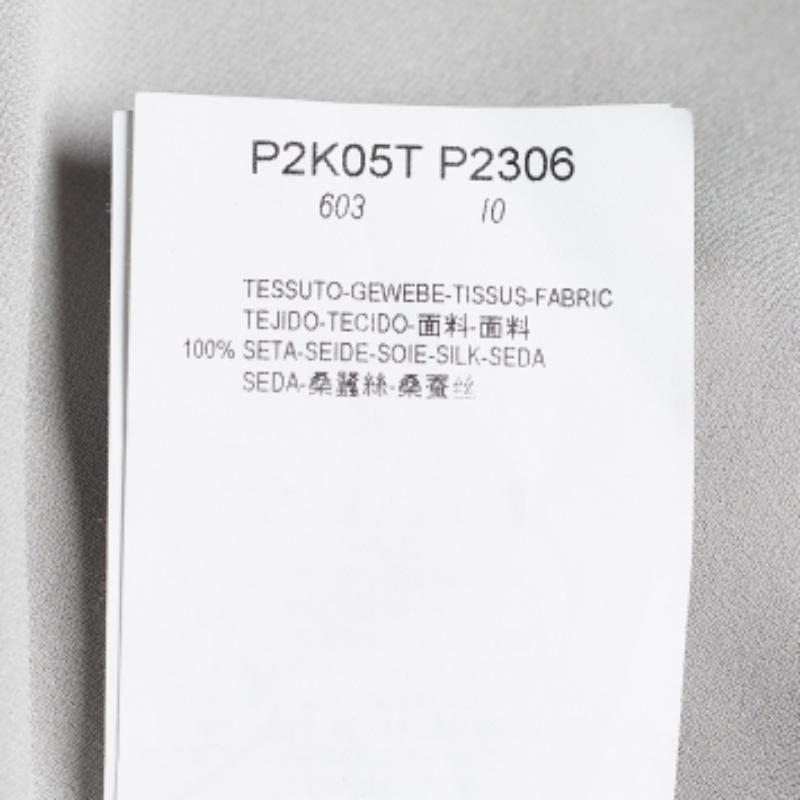 P2K05T P2306
603 10
TESSUTO-GEWEBE-TISSUS-FABRIC
TEJIDO-TECIDO-面料-面料
100% SETA-SEIDE-SOIE-SILK-SEDA
SEDA-桑蠶絲-桑蚕丝